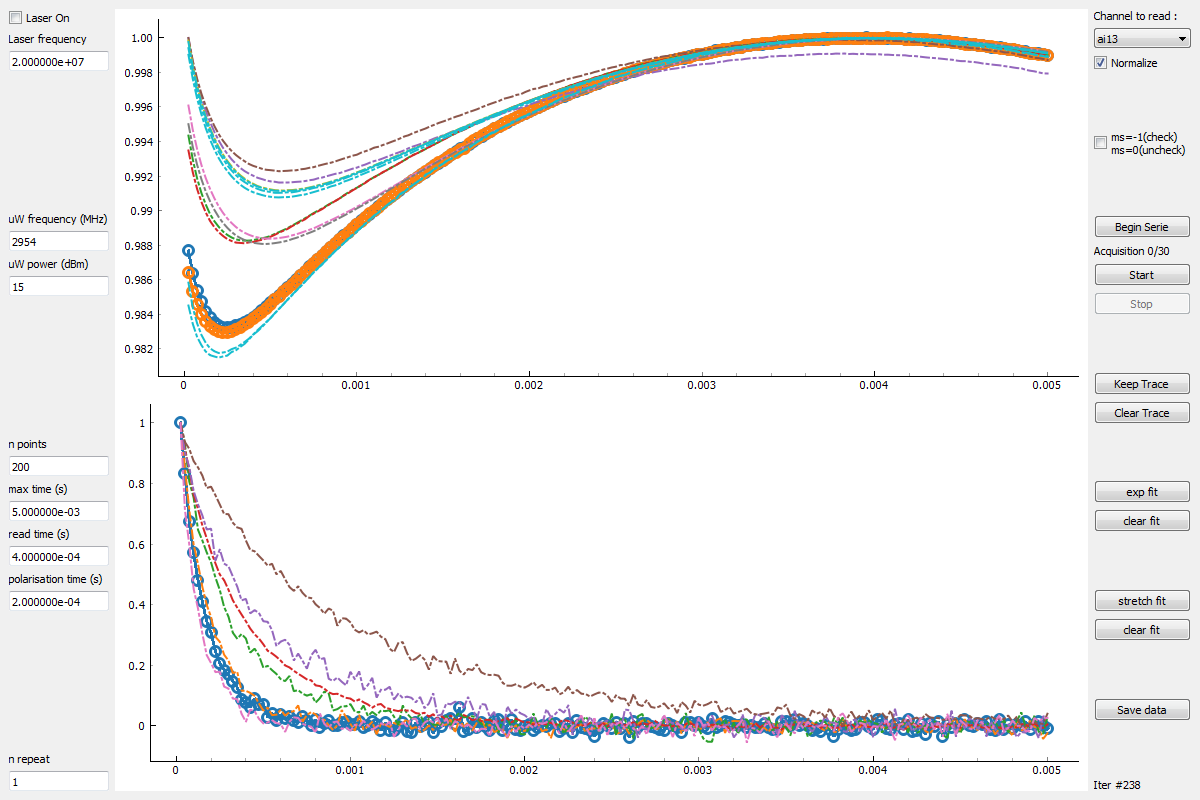 Laser On
Laser frequency
2.000000e+07
uW frequency (MHz)
2954
uW power (dBm)
15
n points
200
max time (s)
5.000000e-03
read time (s)
4.000000e-04
polarisation time (s)
2.000000e-04
n repeat
1
1.00
0.998
0.996
0.994
0.992
0.99
0.988
0.986
0.984
0.982
0
0.001
0.002
0.003
0.004
0.005
1
0.8
0.6
0.4
0.2
0
0
0.001
0.002
0.003
0.004
0.005
Channel to read :
ai13
Normalize
ms=-1(check)
ms=0(uncheck)
Begin Serie
Acquisition 0/30
Start
Stop
Keep Trace
Clear Trace
exp fit
clear fit
stretch fit
clear fit
Save data
Iter #238